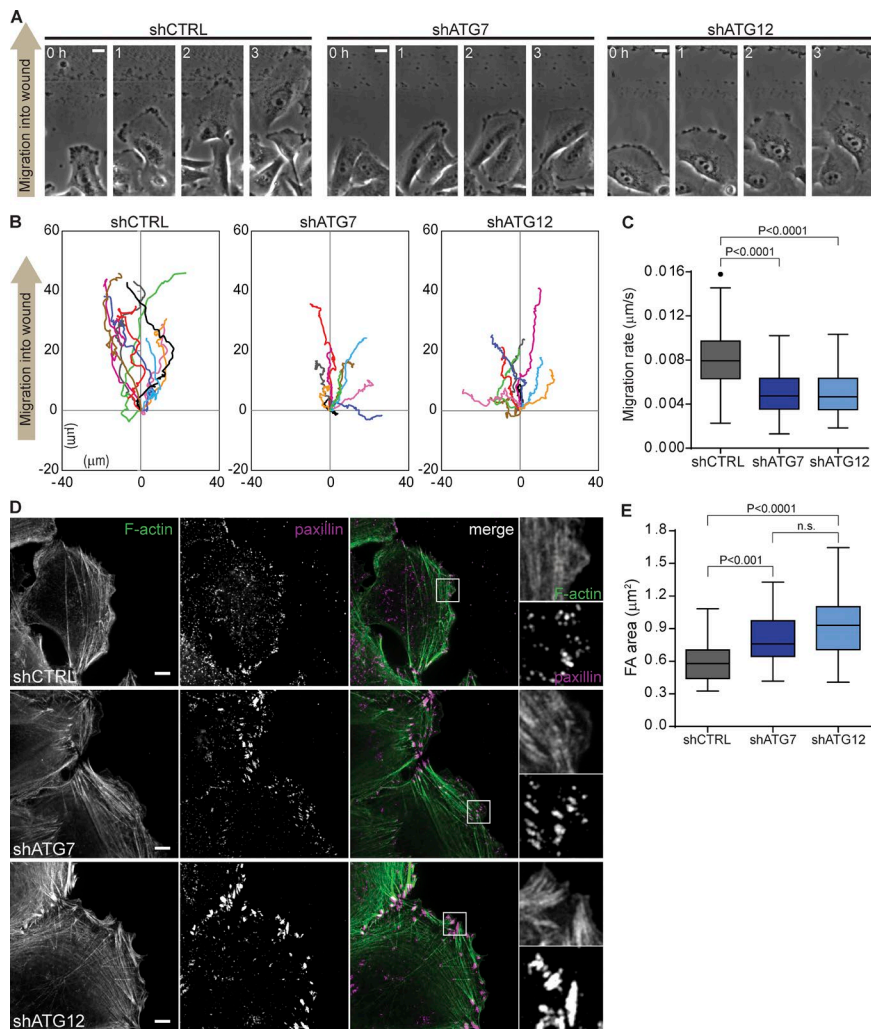 A
shCTRL
shATG7
shATG12
Migration into wound
0 h
1
2
3
0 h
1
2
3
0 h
1
2
3
B
shCTRL
shATG7
shATG12
Migration into wound
60
40
20
0
-20
(μm)
(μm)
-40
0
40
60
40
20
0
-20
-40
0
40
60
40
20
0
-20
-40
0
40
C
P<0.0001
P<0.0001
Migration rate (μm/s)
0.016
0.012
0.008
0.004
0.000
shCTRL shATG7 shATG12
D
F-actin
paxillin
merge
F-actin
paxillin
shCTRL
shATG7
shATG12
E
P<0.0001
n.s.
P<0.001
FA area (μm²)
1.8
1.5
1.2
0.9
0.6
0.3
0.0
shCTRL shATG7 shATG12